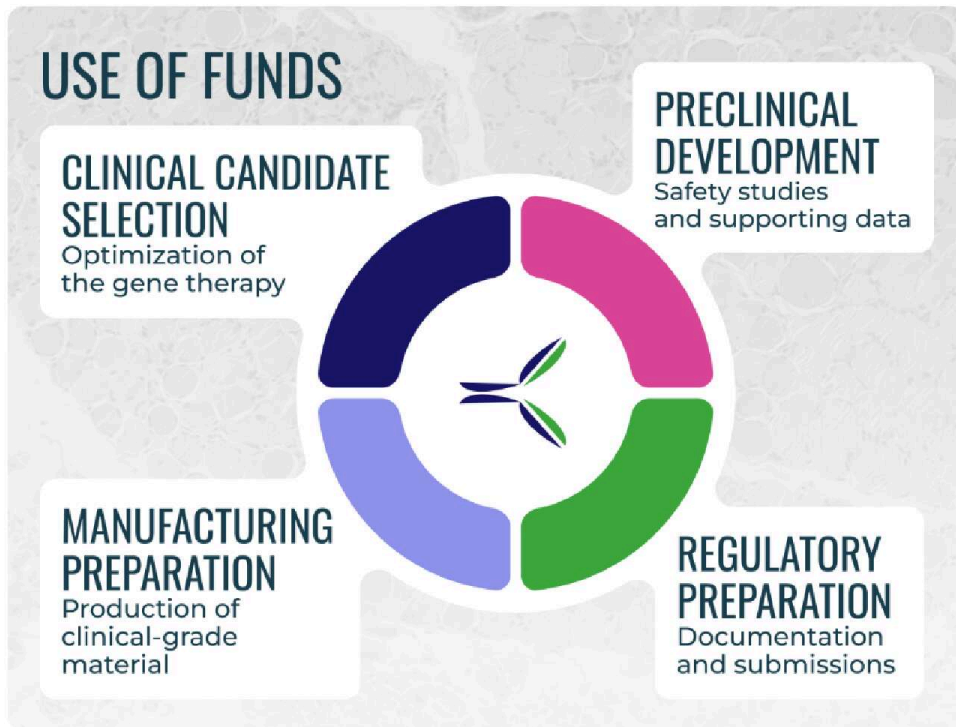 USE OF FUNDS
CLINICAL CANDIDATE
SELECTION
Optimization of
the gene therapy
PRECLINICAL
DEVELOPMENT
Safety studies
and supporting data
MANUFACTURING
PREPARATION
Production of
clinical-grade
material
REGULATORY
PREPARATION
Documentation
and submissions